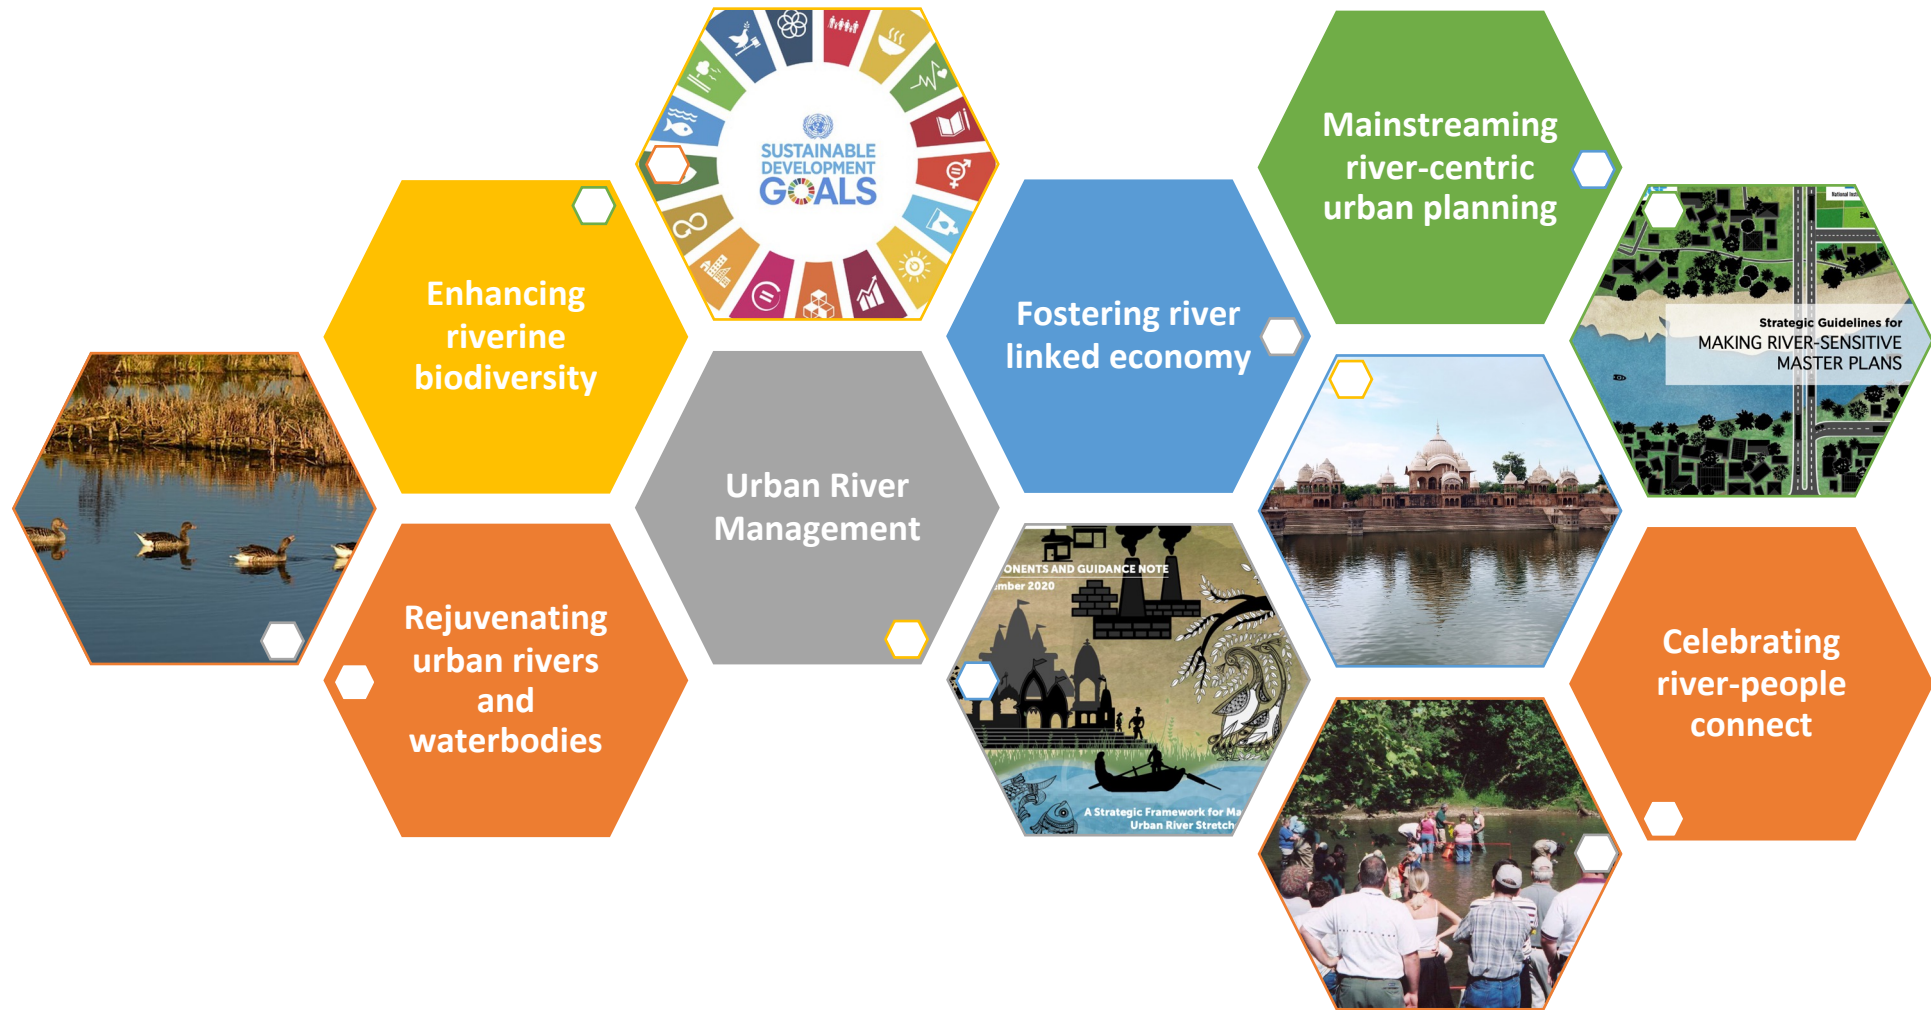 SUSTAINABLE
DEVELOPMENT
GOALS
Mainstreaming
river-centric
urban planning
Enhancing
riverine
biodiversity
Fostering river
linked economy
National
Strategic Guidelines for
MAKING RIVER-SENSITIVE
MASTER PLANS
Urban River
Management
ONENTS AND GUIDANCE NOTE
ember 2020
A Strategic Framework for Ma
Urban River Stretch
Rejuvenating
urban rivers
and
waterbodies
Celebrating
river-people
connect